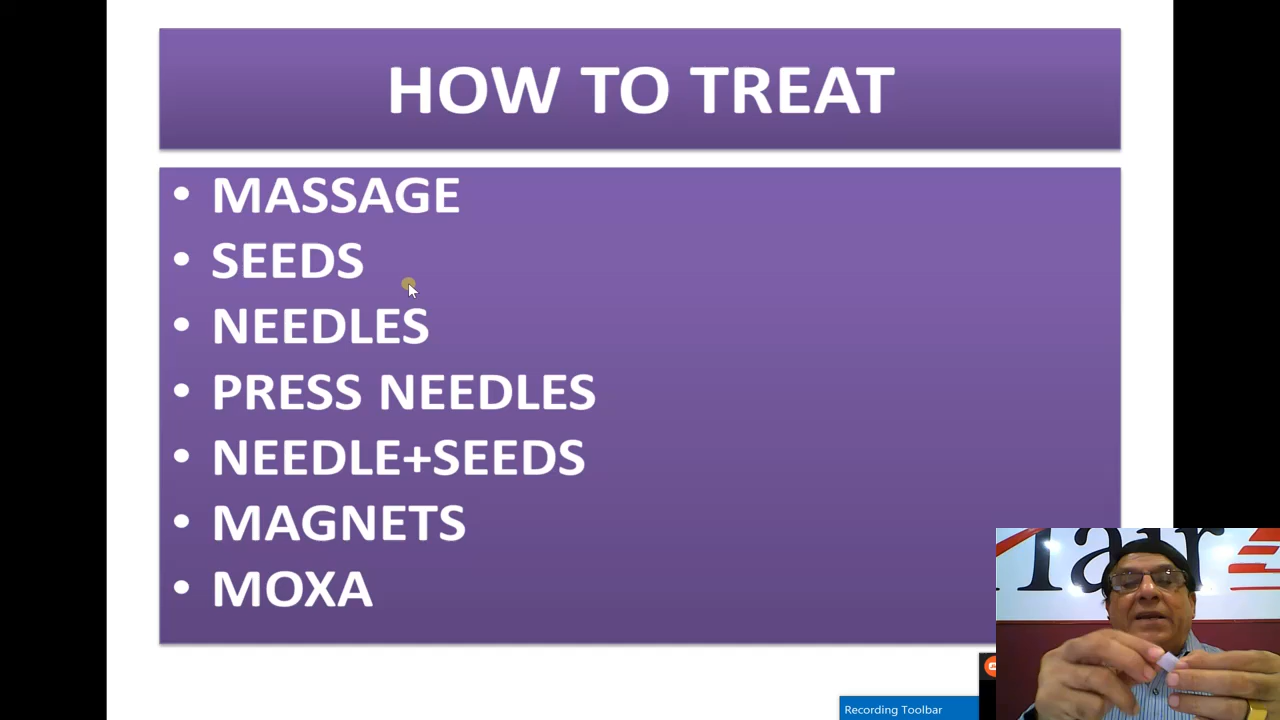 HOW TO TREAT
• MASSAGE
• SEEDS
• NEEDLES
• PRESS NEEDLES
• NEEDLE+SEEDS
• MAGNETS
• MOXA
Recording Toolbar